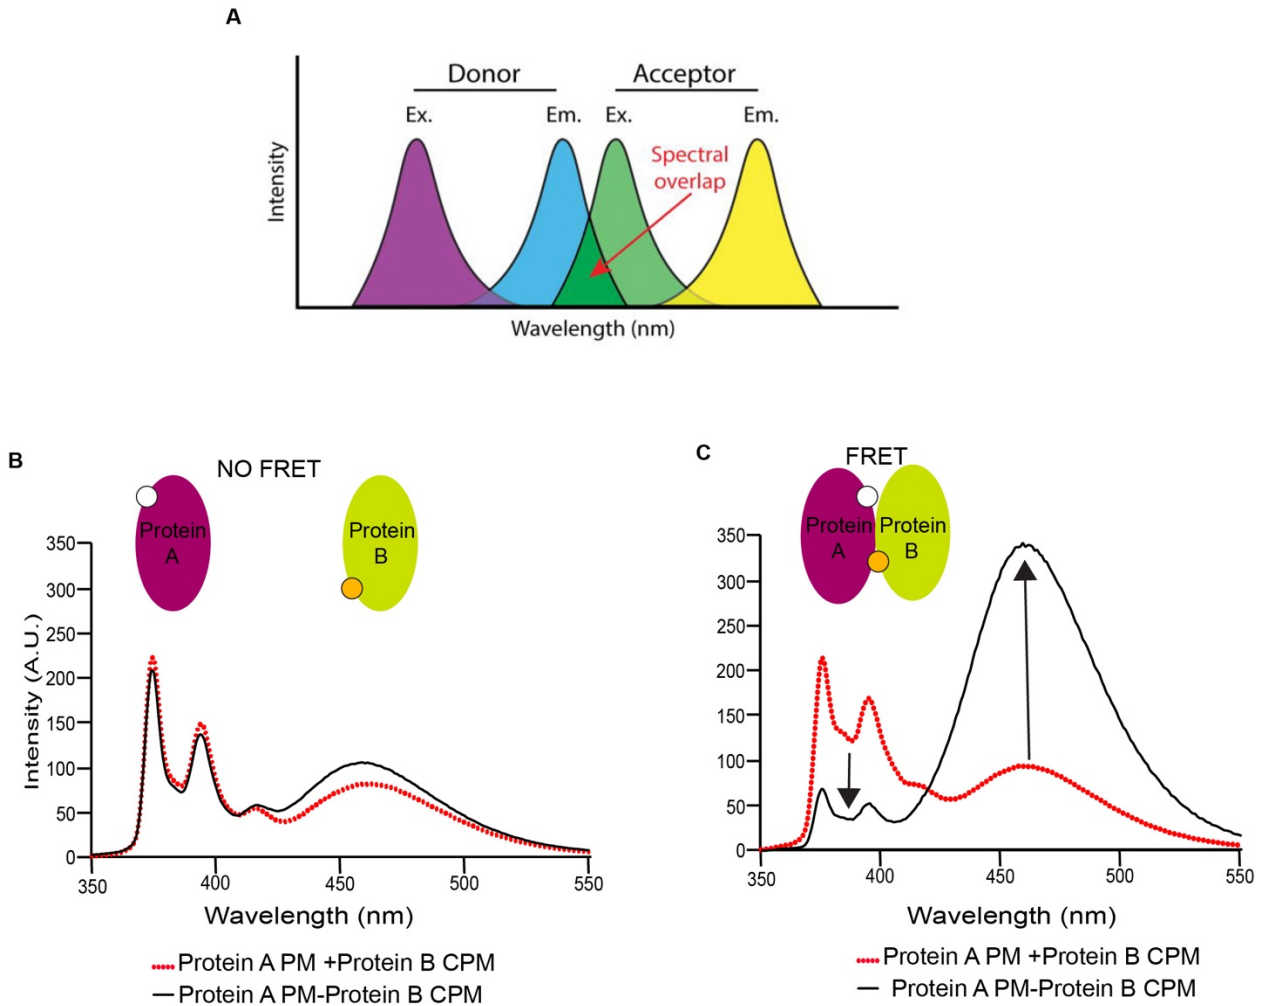 A
Donor
Acceptor
Ex.
Em.
Ex.
Em.
Spectral
overlap
Intensity
Wavelength (nm)
B
NO FRET
Protein
A
Protein
B
350
300
250
200
150
100
50
0
Intensity (A.U.)
350
400
450
500
550
Wavelength (nm)
Protein A PM +Protein B CPM
Protein A PM-Protein B CPM
C
FRET
Protein
A
Protein
B
350
300
250
200
150
100
50
0
350
400
450
500
550
Wavelength (nm)
Protein A PM +Protein B CPM
Protein A PM-Protein B CPM